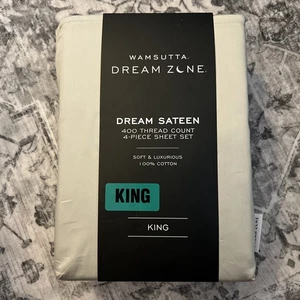 WAMSUTTA
DREAM ZONE
DREAM SATEEN
400 THREAD COUNT
4-PIECE SHEET SET
SOFT & LUXURIOUS
100% COTTON
KING
KING